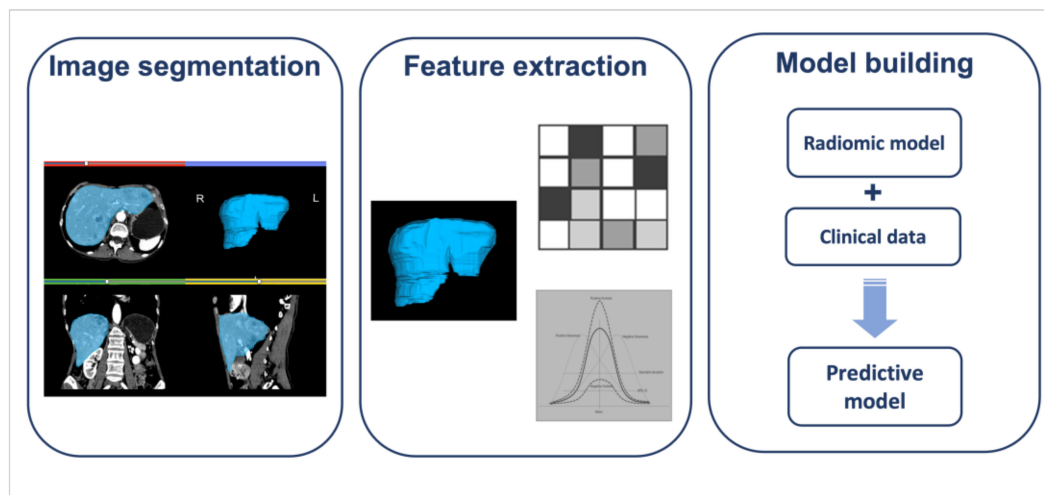 Image segmentation
R
L
Feature extraction
Model building
Radiomic model
+
Clinical data
Predictive
model